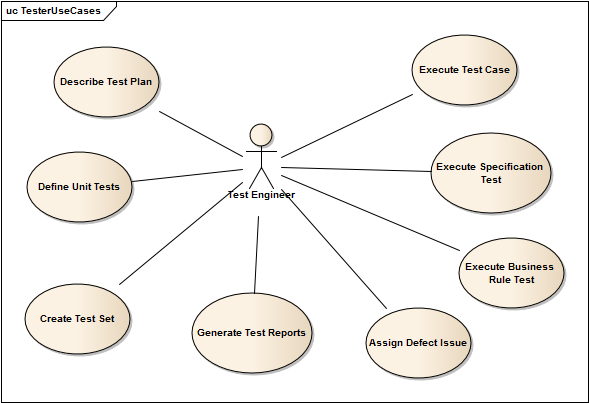 uc TesterUseCases
Describe Test Plan
Execute Test Case
Define Unit Tests
Test Engineer
Execute Specification
Test
Execute Business
Rule Test
Create Test Set
Generate Test Reports
Assign Defect Issue